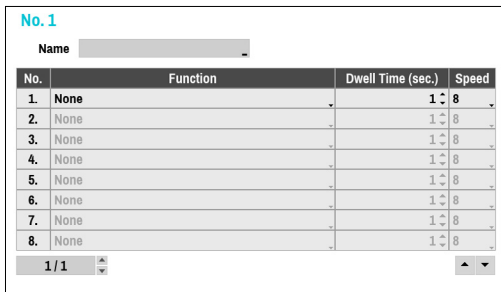 No. 1
Name
No. Function Dwell Time (sec.) Speed
1. None 1 8
2. None 1 8
3. None 1 8
4. None 1 8
5. None 1 8
6. None 1 8
7. None 1 8
8. None 1 8
1/1